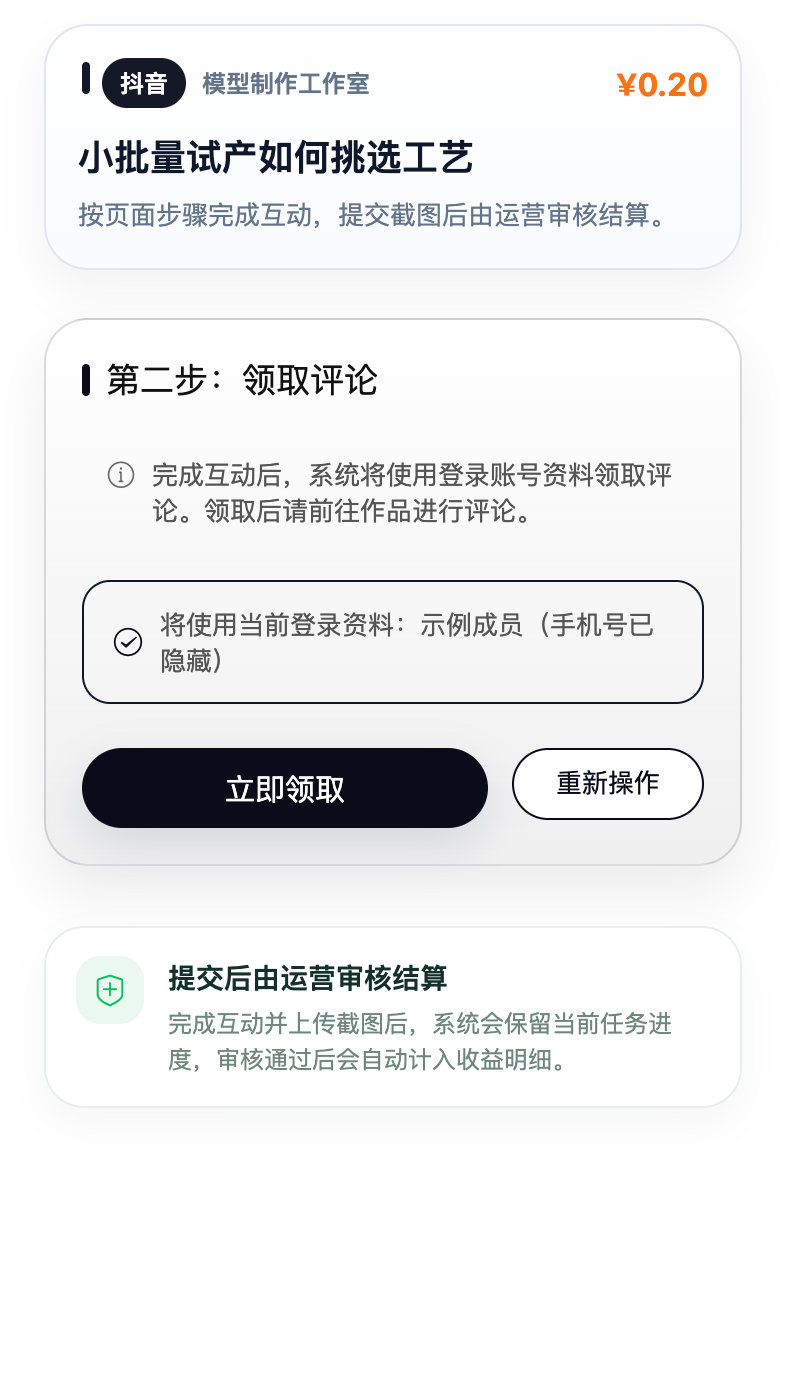 抖音 模型制作工作室 ¥0.20
小批量试产如何挑选工艺
按页面步骤完成互动，提交截图后由运营审核结算。
第二步：领取评论
完成互动后，系统将使用登录账号资料领取评
论。领取后请前往作品进行评论。
将使用当前登录资料：示例成员（手机号已
隐藏）
立即领取 重新操作
提交后由运营审核结算
完成互动并上传截图后，系统会保留当前任务进
度，审核通过后会自动计入收益明细。